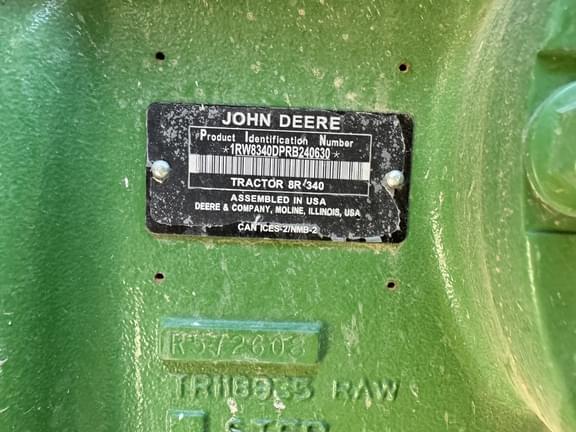 JOHN DEERE
Product Identification Number
*1RW8340DPRB240630*
TRACTOR 8R 340
ASSEMBLED IN USA
DEERE & COMPANY, MOLINE, ILLINOIS, USA
CAN ICES-2/NMB-2
R572603
RAW